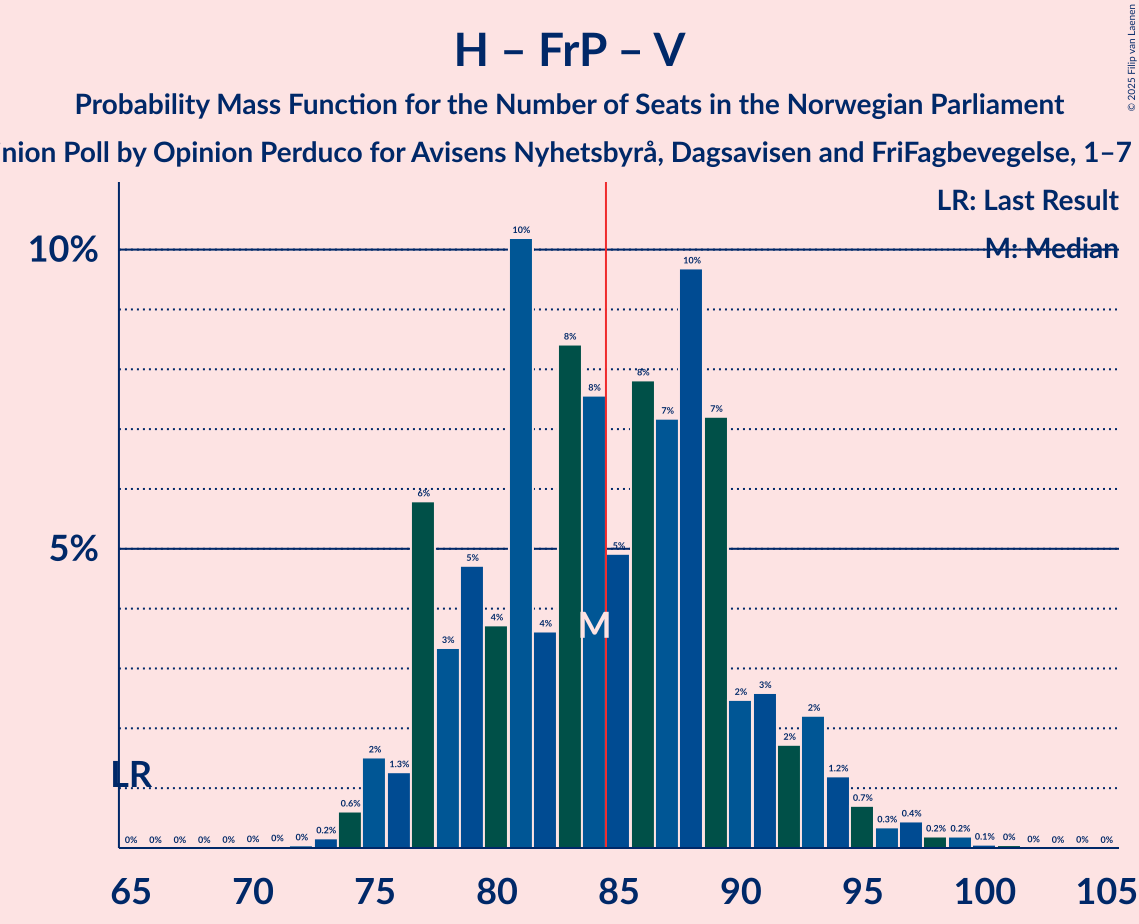 H – FrP – V
Probability Mass Function for the Number of Seats in the Norwegian Parliament
nion Poll by Opinion Perduco for Avisens Nyhetsbyrå, Dagsavisen and FriFagbevegelse, 1–7
© 2025 Filip van Laenen
LR: Last Result
M: Median
10%
5%
LR
M
0% 0% 0% 0% 0% 0% 0% 0% 0.2% 0.6% 2% 1.3% 6% 3% 5% 4% 10% 4% 8% 8% 5% 8% 7% 10% 7% 2% 3% 2% 2% 1.2% 0.7% 0.3% 0.4% 0.2% 0.2% 0.1% 0% 0% 0% 0% 0%
65 70 75 80 85 90 95 100 105